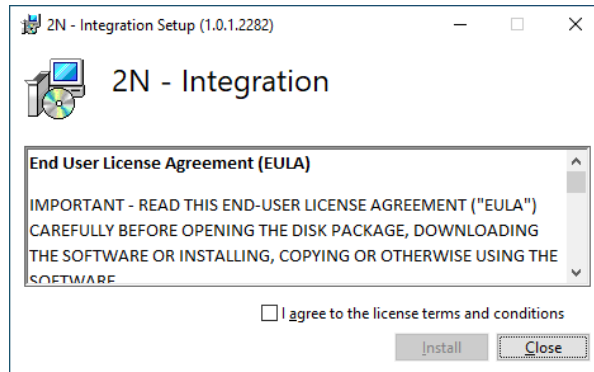 2N - Integration Setup (1.0.1.2282)
2N - Integration
End User License Agreement (EULA)
IMPORTANT - READ THIS END-USER LICENSE AGREEMENT ("EULA")
CAREFULLY BEFORE OPENING THE DISK PACKAGE, DOWNLOADING
THE SOFTWARE OR INSTALLING, COPYING OR OTHERWISE USING THE
SOFTWARE
I agree to the license terms and conditions
Install
Close